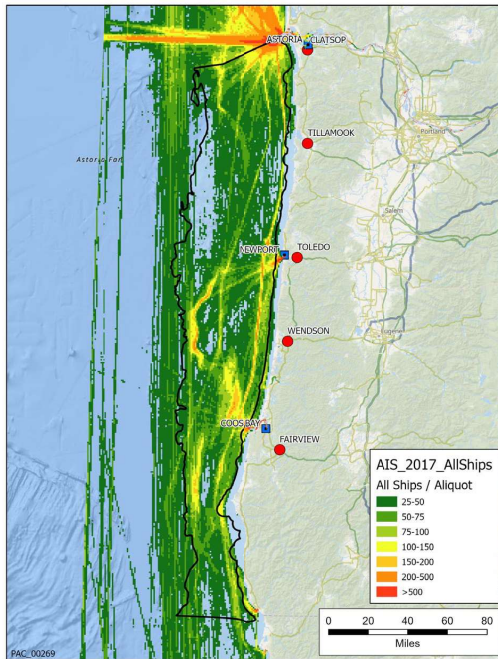 ASTORIA
CLATSOP
Portland
TILLAMOOK
Astoria Fan
Salem
NEWPORT
TOLEDO
WENDSON
Eugene
COOS BAY
FAIRVIEW
AIS_2017_AllShips
All Ships / Aliquot
25-50
50-75
75-100
100-150
150-200
200-500
>500
0 20 40 60 80
Miles
PAC_00269